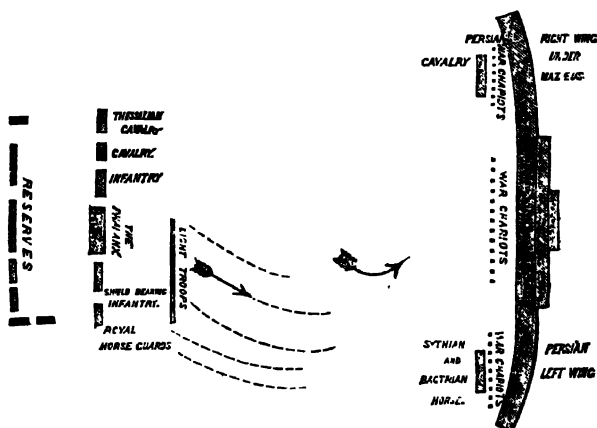 THESSALIAN
CAVALRY
CAVALRY
INFANTRY
THE
PHALANX
SHIELD BEARING
INFANTRY.
ROYAL
HORSE GUARDS
RESERVES
LIGHT TROOPS
PERSIAN
CAVALRY
WAR CHARIOTS
RIGHT WING
UNDER
MAZEUS.
WAR CHARIOTS
SYTHIAN
AND
BACTRIAN
HORSE.
WAR CHARIOTS
PERSIAN
LEFT WING